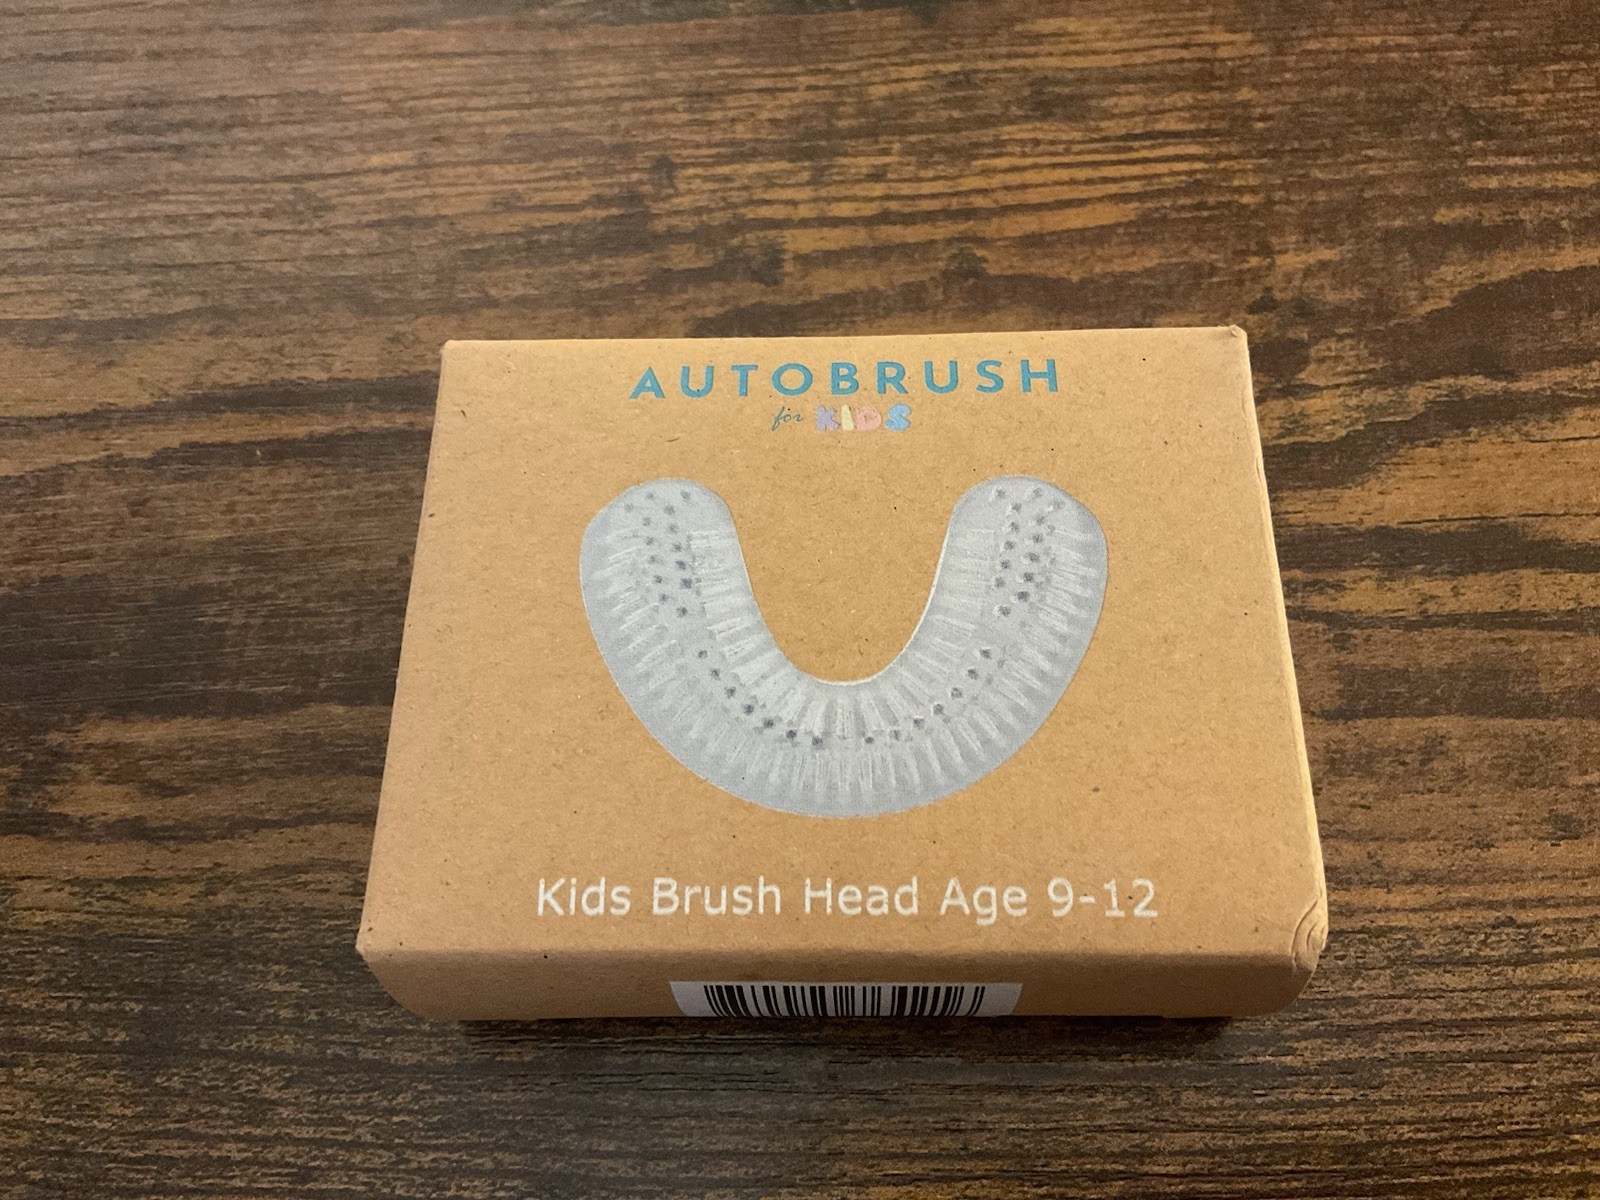 AUTOBRUSH
for KIDS
Kids Brush Head Age 9-12